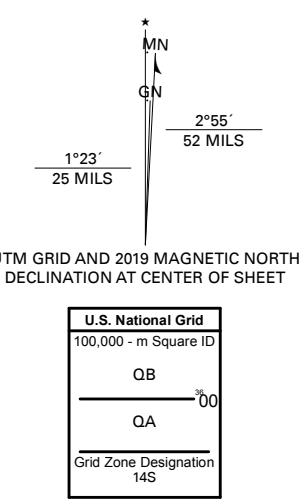 ★
MN
GN
2°55´
52 MILS
1°23´
25 MILS
UTM GRID AND 2019 MAGNETIC NORTH
DECLINATION AT CENTER OF SHEET
U.S. National Grid
100,000 - m Square ID
QB
3600
QA
Grid Zone Designation
14S